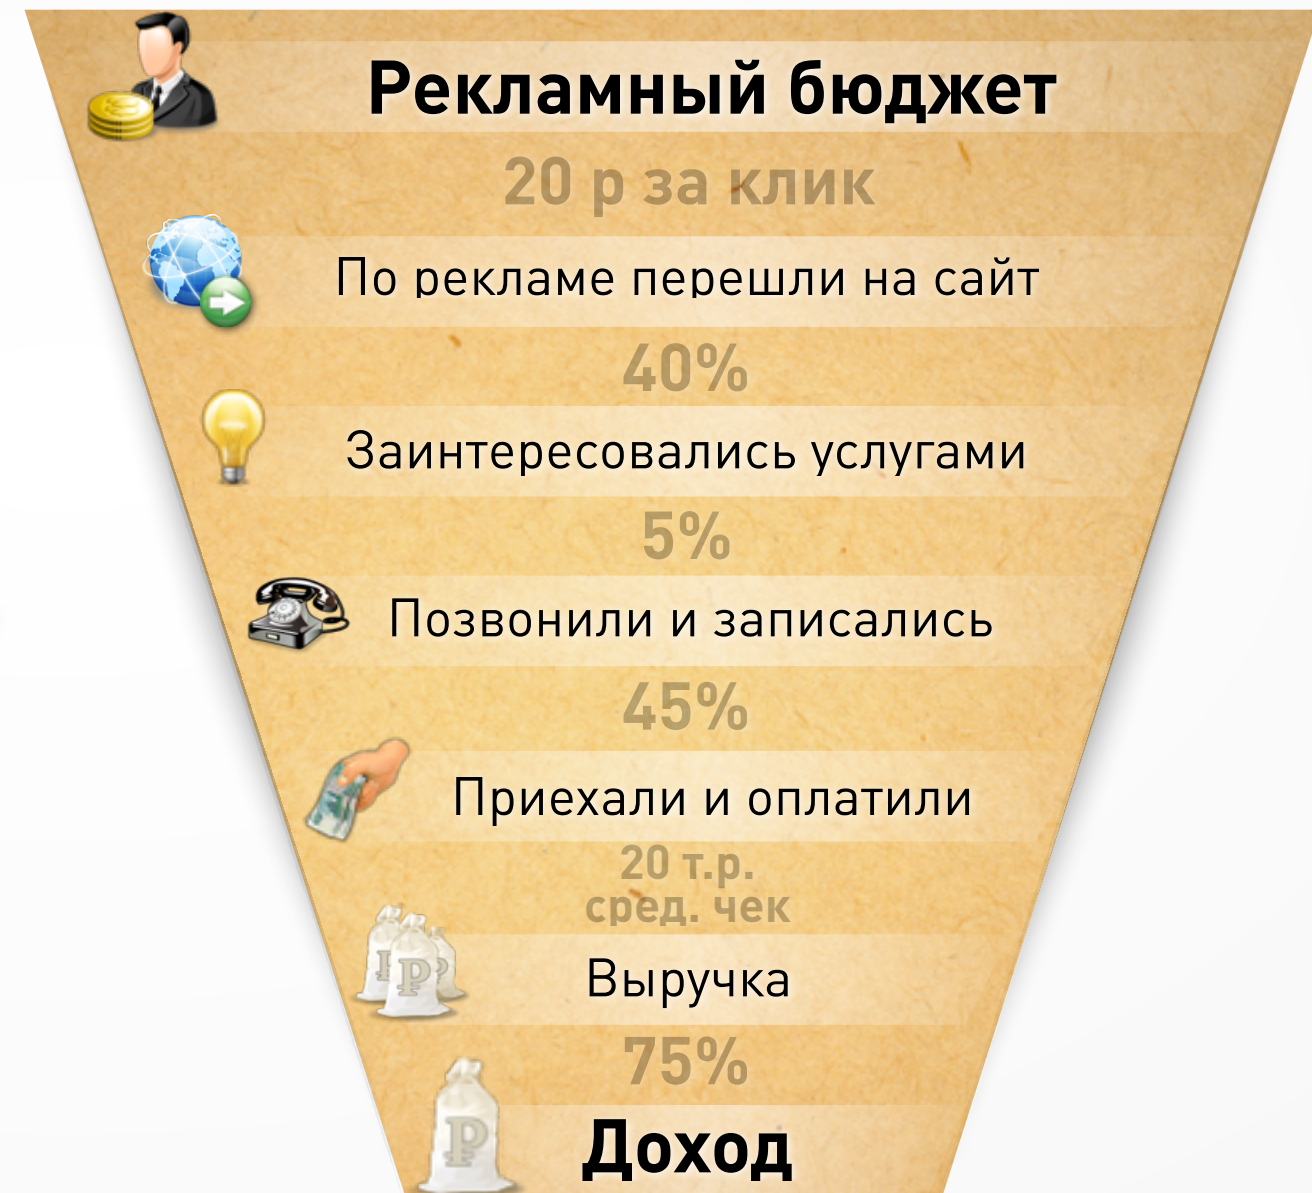 Рекламный бюджет
20 р за клик
По рекламе перешли на сайт
40%
Заинтересовались услугами
5%
Позвонили и записались
45%
Приехали и оплатили
20 т.р.
сред. чек
Выручка
75%
Доход